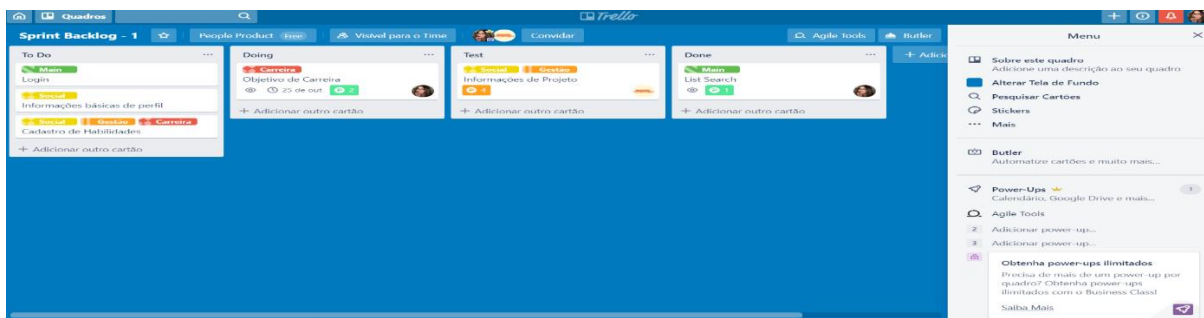 Quadros
Trello
Sprint Backlog - 1
People Product
Free
Visível para o Time
Convidar
Agile Tools
Butler
+ Adici
To Do
...
Main
Login
Social
Informações básicas de perfil
Social Gestão Carreira
Cadastro de Habilidades
+ Adicionar outro cartão
Doing
...
Carreira
Objetivo de Carreira
25 de out
2
+ Adicionar outro cartão
Test
...
Social Gestão
Informações de Projeto
4
+ Adicionar outro cartão
Done
...
Main
List Search
1
+ Adicionar outro cartão
Menu
Sobre este quadro
Adicione uma descrição ao seu quadro
Alterar Tela de Fundo
Pesquisar Cartões
Stickers
Mais
Butler
Automatize cartões e muito mais...
Power-Ups
1
Calendário, Google Drive e mais...
Agile Tools
2 Adicionar power-up...
3 Adicionar power-up...
Obtenha power-ups ilimitados
Precisa de mais de um power-up por
quadro? Obtenha power-ups
ilimitados com o Business Class!
Saiba Mais